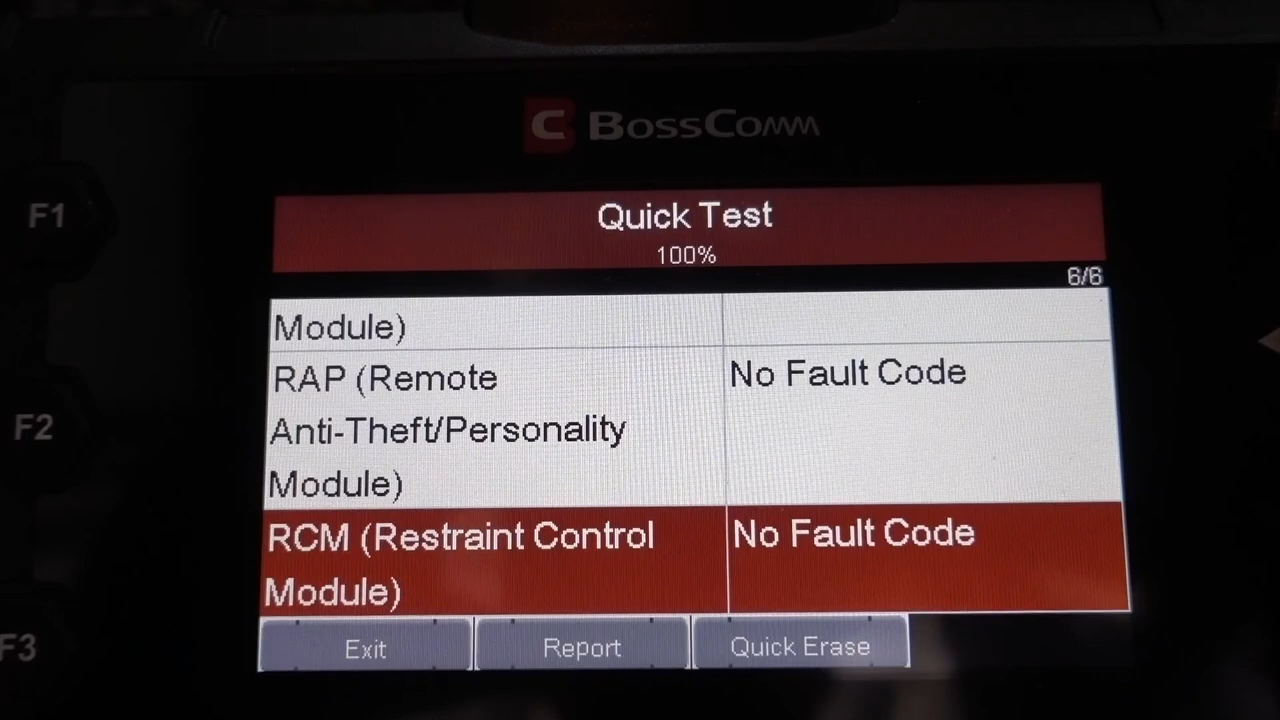 C BossComm
F1
Quick Test
100%
6/6
Module)
RAP (Remote Anti-Theft/Personality Module)
No Fault Code
F2
RCM (Restraint Control Module)
No Fault Code
F3
Exit
Report
Quick Erase